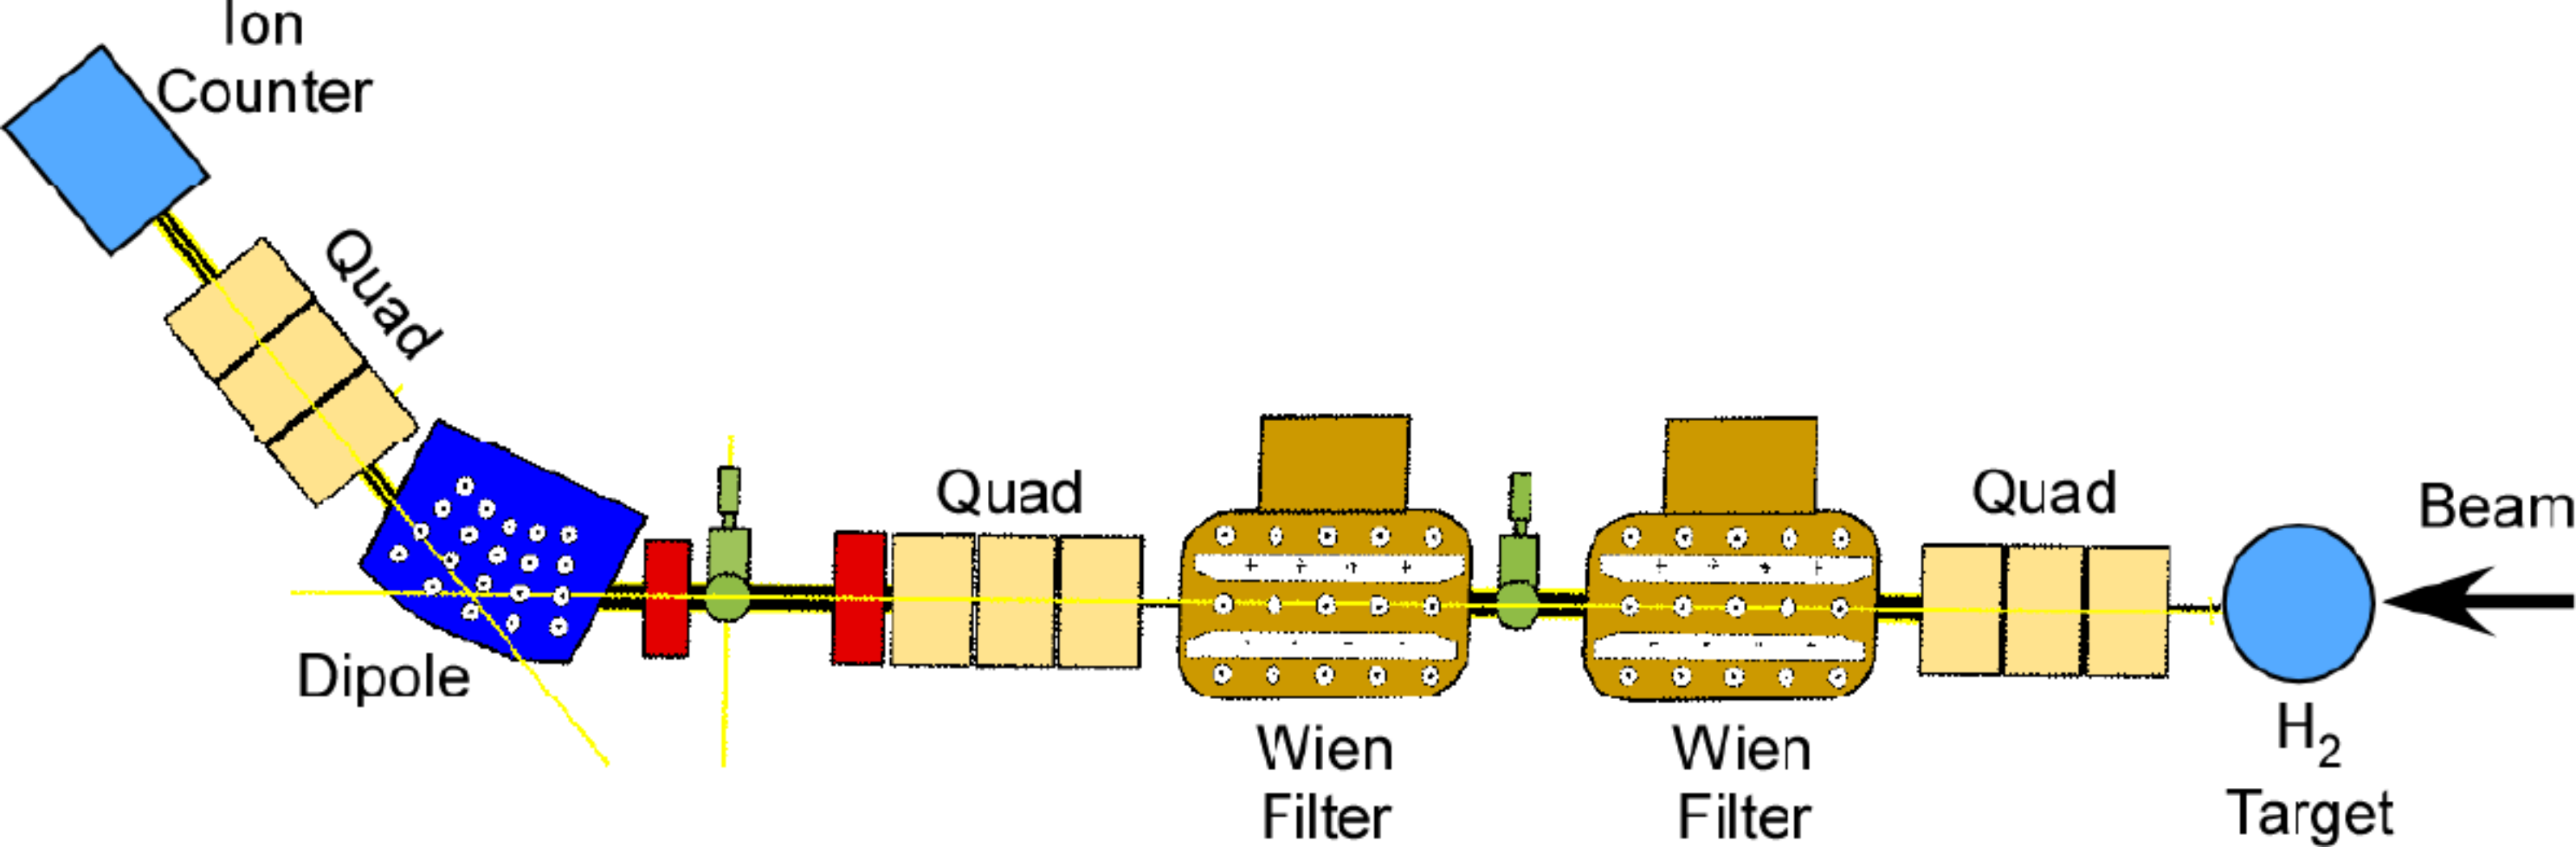 Ion
Counter
Quad
Dipole
Quad
Wien
Filter
Wien
Filter
Quad
H₂
Target
Beam